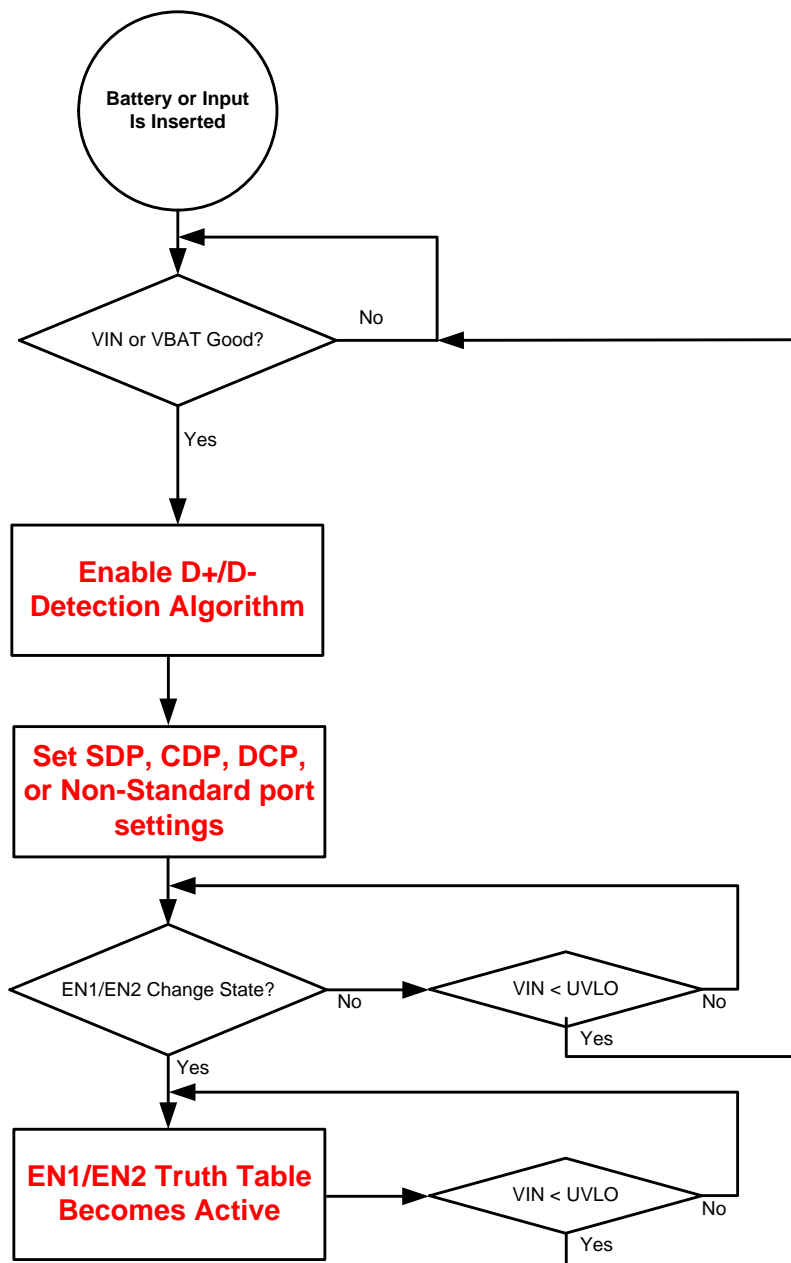 Battery or Input
Is Inserted
VIN or VBAT Good?
No
Yes
Enable D+/D-
Detection Algorithm
Set SDP, CDP, DCP,
or Non-Standard port
settings
EN1/EN2 Change State?
No
VIN < UVLO
No
Yes
Yes
EN1/EN2 Truth Table
Becomes Active
VIN < UVLO
No
Yes